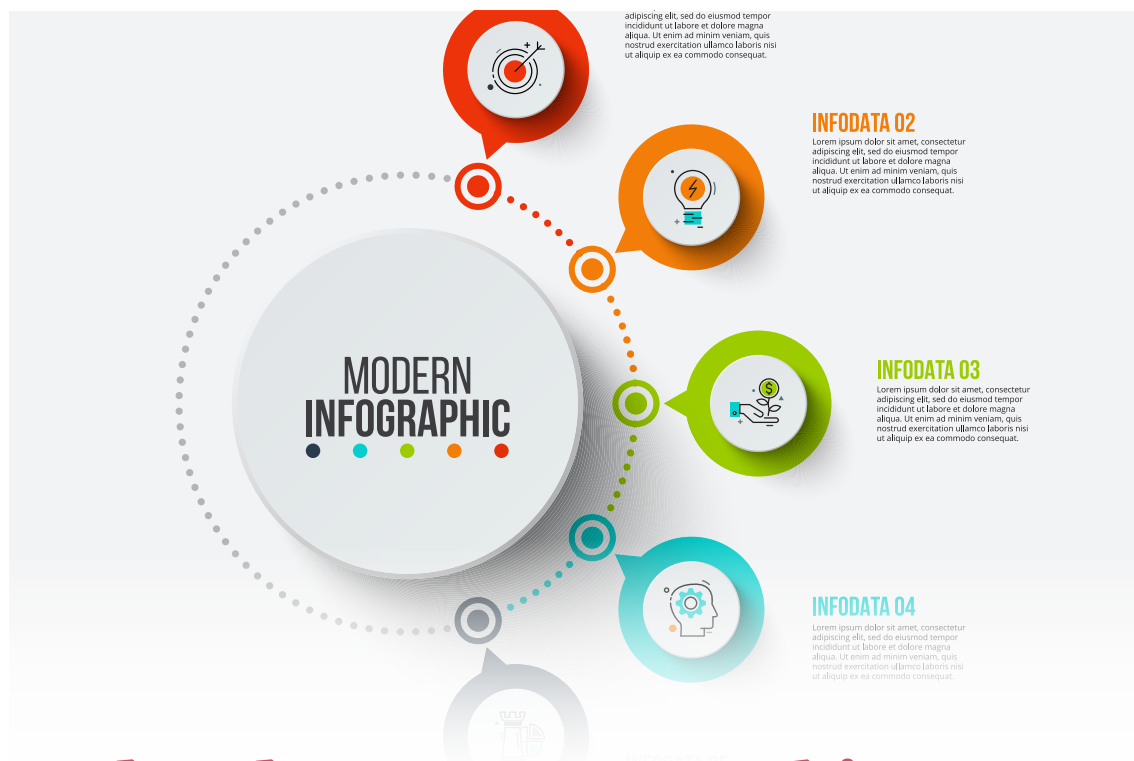 adipiscing elit, sed do eiusmod tempor
incididunt ut labore et dolore magna
aliqua. Ut enim ad minim veniam, quis
nostrud exercitation ullamco laboris nisi
ut aliquip ex ea commodo consequat.
INFODATA 02
Lorem ipsum dolor sit amet, consectetur
adipiscing elit, sed do eiusmod tempor
incididunt ut labore et dolore magna
aliqua. Ut enim ad minim veniam, quis
nostrud exercitation ullamco laboris nisi
ut aliquip ex ea commodo consequat.
MODERN
INFOGRAPHIC
$
INFODATA 03
Lorem ipsum dolor sit amet, consectetur
adipiscing elit, sed do eiusmod tempor
incididunt ut labore et dolore magna
aliqua. Ut enim ad minim veniam, quis
nostrud exercitation ullamco laboris nisi
ut aliquip ex ea commodo consequat.
INFODATA 04
Lorem ipsum dolor sit amet, consectetur
adipiscing elit, sed do eiusmod tempor
incididunt ut labore et dolore magna
aliqua. Ut enim ad minim veniam, quis
nostrud exercitation ullamco laboris nisi
ut aliquip ex ea commodo consequat.